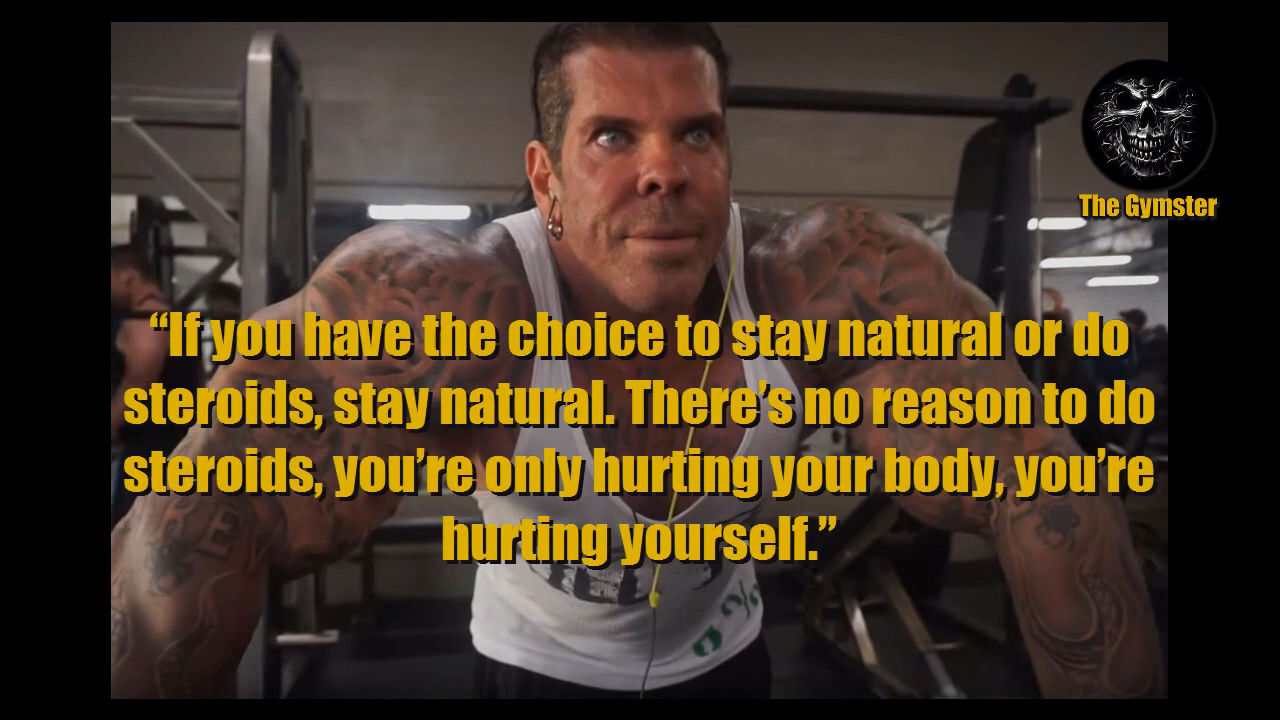 The Gymster
“If you have the choice to stay natural or do
steroids, stay natural. There’s no reason to do
steroids, you’re only hurting your body, you’re
hurting yourself.”
%